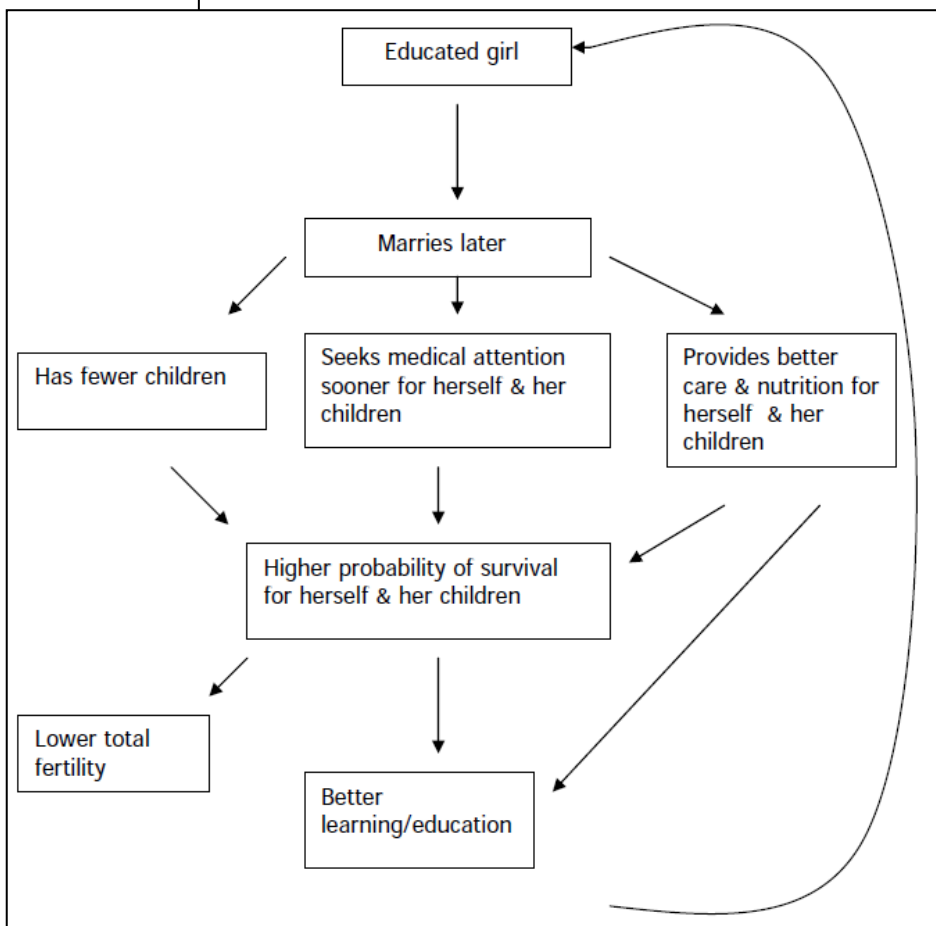 Educated girl
Marries later
Has fewer children
Seeks medical attention
sooner for herself & her
children
Provides better
care & nutrition for
herself & her
children
Higher probability of survival
for herself & her children
Lower total
fertility
Better
learning/education